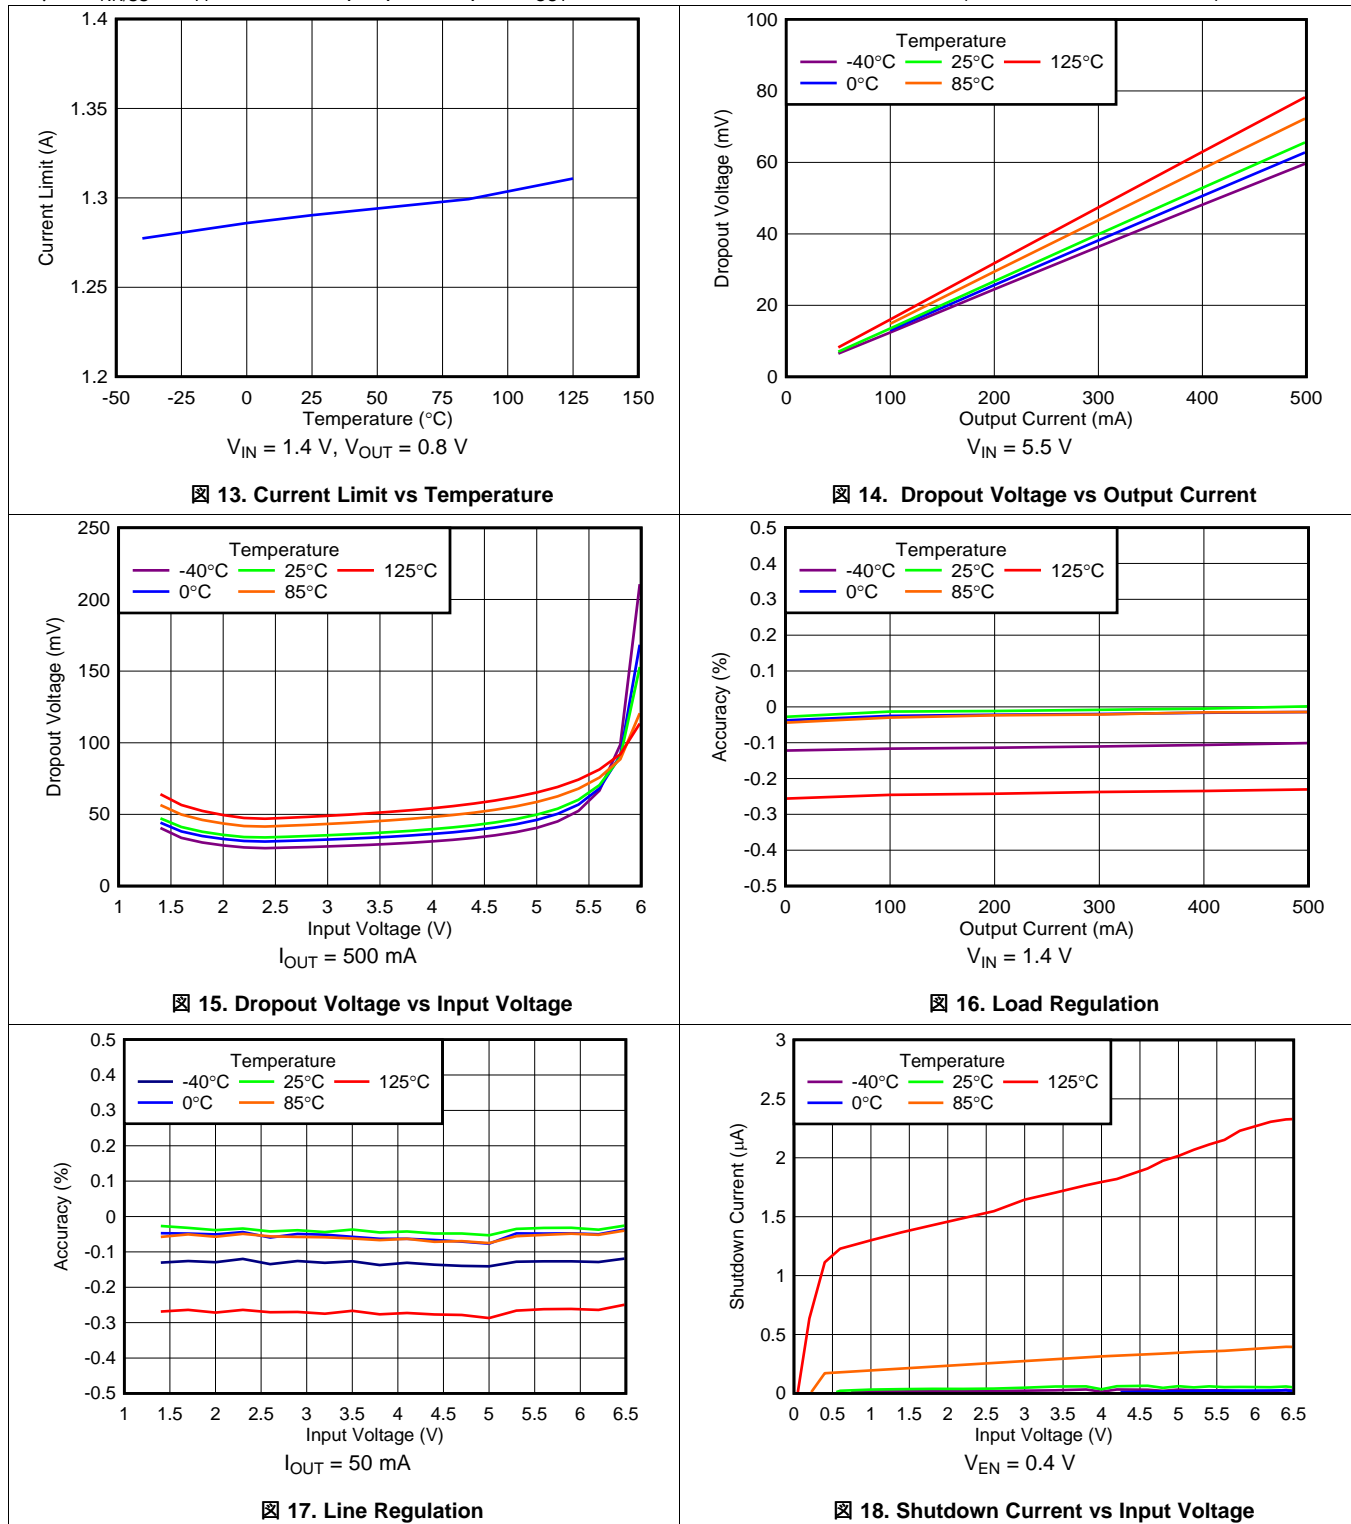 1.4
1.35
1.3
1.25
1.2
Current Limit (A)
-50 -25 0 25 50 75 100 125 150
Temperature (°C)
V_IN = 1.4 V, V_OUT = 0.8 V
図 13. Current Limit vs Temperature
100
80
60
40
20
0
Dropout Voltage (mV)
Temperature
-40°C 25°C 125°C
0°C 85°C
0 100 200 300 400 500
Output Current (mA)
V_IN = 5.5 V
図 14. Dropout Voltage vs Output Current
250
200
150
100
50
0
Dropout Voltage (mV)
Temperature
-40°C 25°C 125°C
0°C 85°C
1 1.5 2 2.5 3 3.5 4 4.5 5 5.5 6
Input Voltage (V)
I_OUT = 500 mA
図 15. Dropout Voltage vs Input Voltage
0.5
0.4
0.3
0.2
0.1
0
-0.1
-0.2
-0.3
-0.4
-0.5
Accuracy (%)
Temperature
-40°C 25°C 125°C
0°C 85°C
0 100 200 300 400 500
Output Current (mA)
V_IN = 1.4 V
図 16. Load Regulation
0.5
0.4
0.3
0.2
0.1
0
-0.1
-0.2
-0.3
-0.4
-0.5
Accuracy (%)
Temperature
-40°C 25°C 125°C
0°C 85°C
1 1.5 2 2.5 3 3.5 4 4.5 5 5.5 6 6.5
Input Voltage (V)
I_OUT = 50 mA
図 17. Line Regulation
3
2.5
2
1.5
1
0.5
0
Shutdown Current (μA)
Temperature
-40°C 25°C 125°C
0°C 85°C
0 0.5 1 1.5 2 2.5 3 3.5 4 4.5 5 5.5 6 6.5
Input Voltage (V)
V_EN = 0.4 V
図 18. Shutdown Current vs Input Voltage